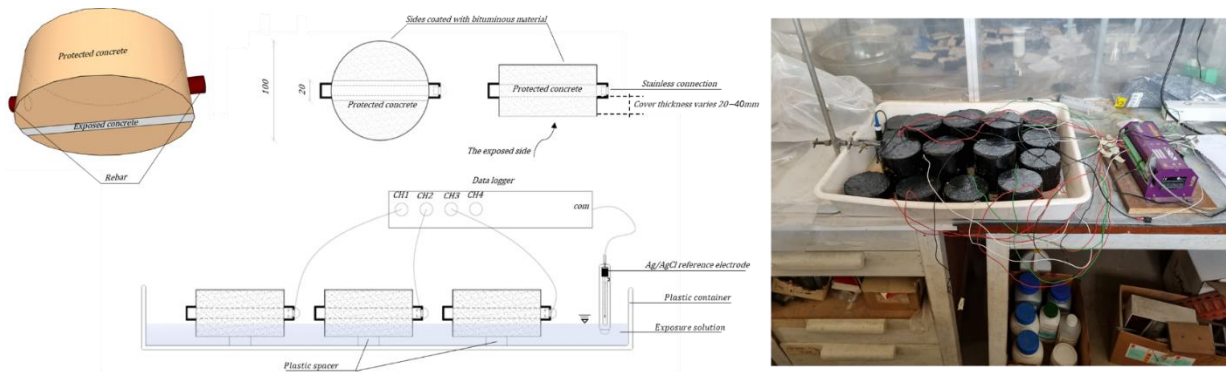 Sides coated with bituminous material
Protected concrete
Exposed concrete
Rebar
100
20
Protected concrete
Protected concrete
Stainless connection
Cover thickness varies 20-40mm
The exposed side
Data logger
CH1 CH2 CH3 CH4
com
Ag/AgCl reference electrode
Plastic container
Exposure solution
Plastic spacer